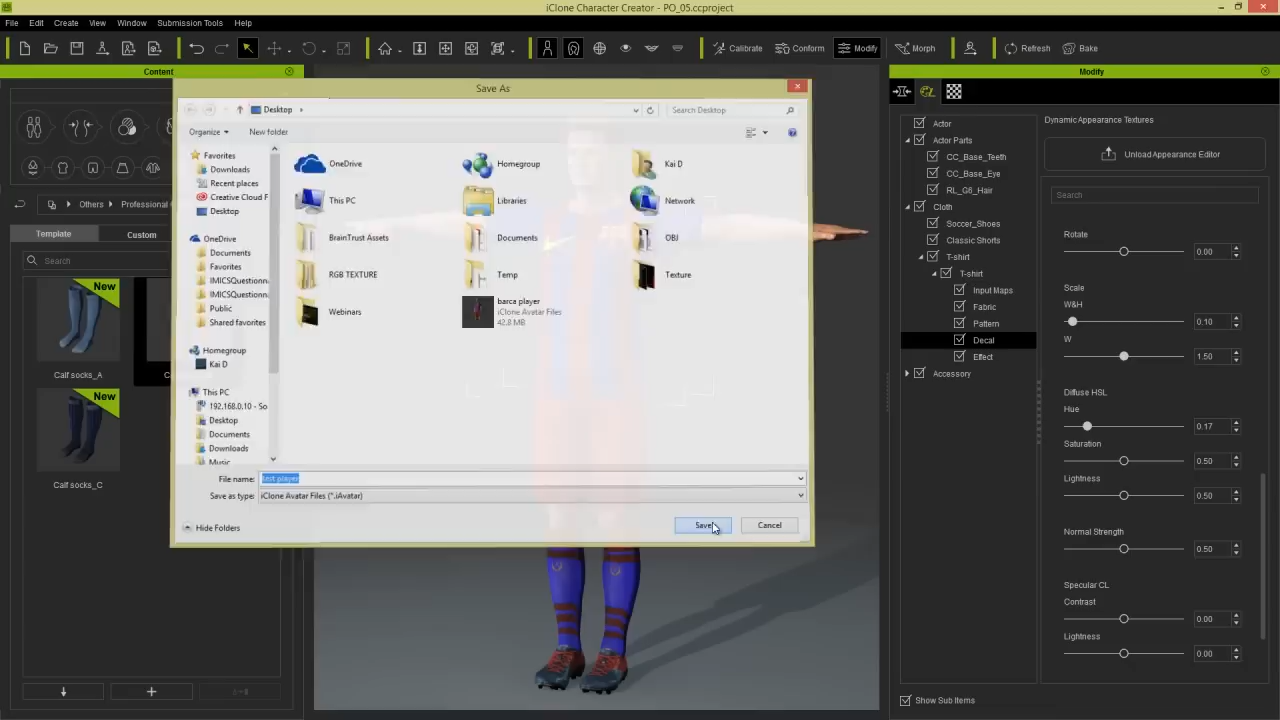 iClone Character Creator - PO_05.ccproject
File Edit Create View Window Submission Tools Help
Calibrate Conform Modify Morph Refresh Bake
Content
Others Professional
Template Custom
Search
New
Calf socks_A
New
Calf socks_C
Save As
Desktop
Search Desktop
Organize New folder
Favorites
Downloads
Recent places
Creative Cloud F
Desktop
OneDrive
Documents
Favorites
IMICSQuestionn
IMICSQuestionn
Public
Shared favorites
Homegroup
Kai D
This PC
192.168.0.10 - So
Desktop
Documents
Downloads
Music
OneDrive Homegroup Kai D
This PC Libraries Network
BrainTrust Assets Documents OBJ
RGB TEXTURE Temp Texture
Webinars
barca player
iClone Avatar Files
42.8 MB
File name: test player
Save as type: iClone Avatar Files (*.iAvatar)
Hide Folders
Save Cancel
Modify
Actor
Actor Parts
CC_Base_Teeth
CC_Base_Eye
RL_G6_Hair
Cloth
Soccer_Shoes
Classic Shorts
T-shirt
T-shirt
Input Maps
Fabric
Pattern
Decal
Effect
Accessory
Show Sub Items
Dynamic Appearance Textures
Unload Appearance Editor
Search
Rotate
0.00
Scale
W&H
0.10
W
1.50
Diffuse HSL
Hue
0.17
Saturation
0.50
Lightness
0.50
Normal Strength
0.50
Specular CL
Contrast
0.00
Lightness
0.00